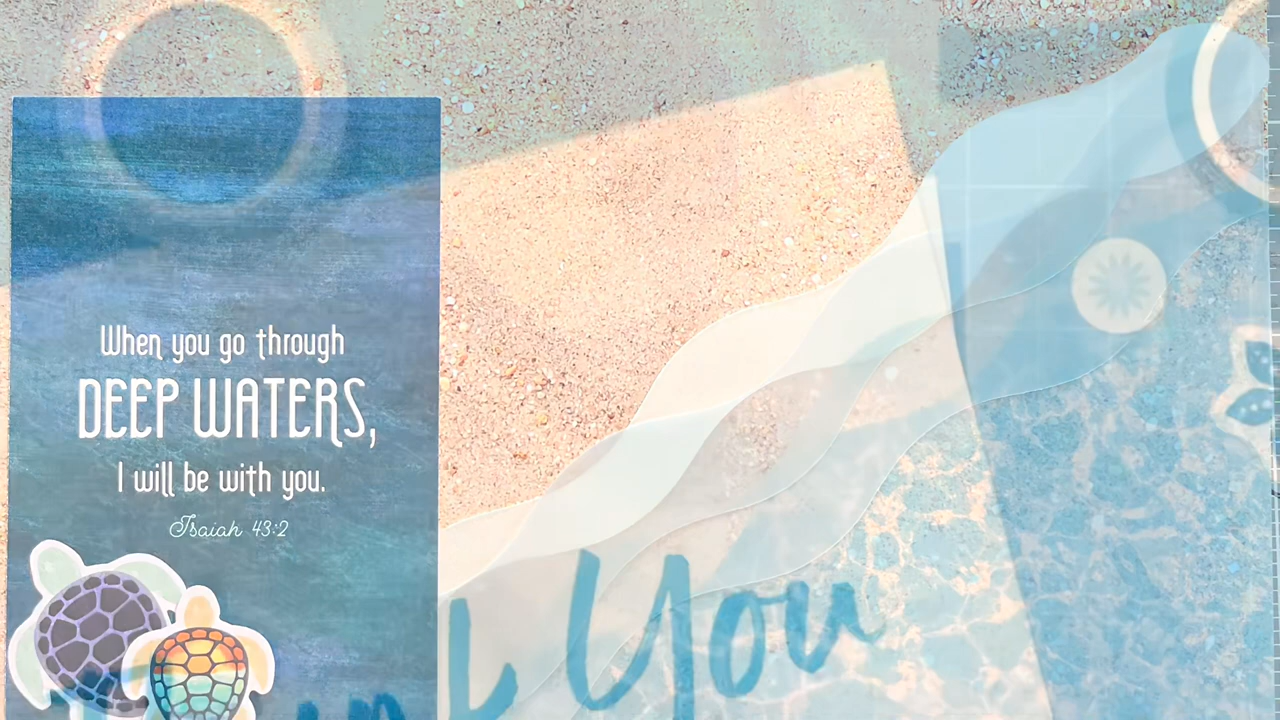 When you go through
DEEP WATERS,
I will be with you.
Isaiah 43:2
You